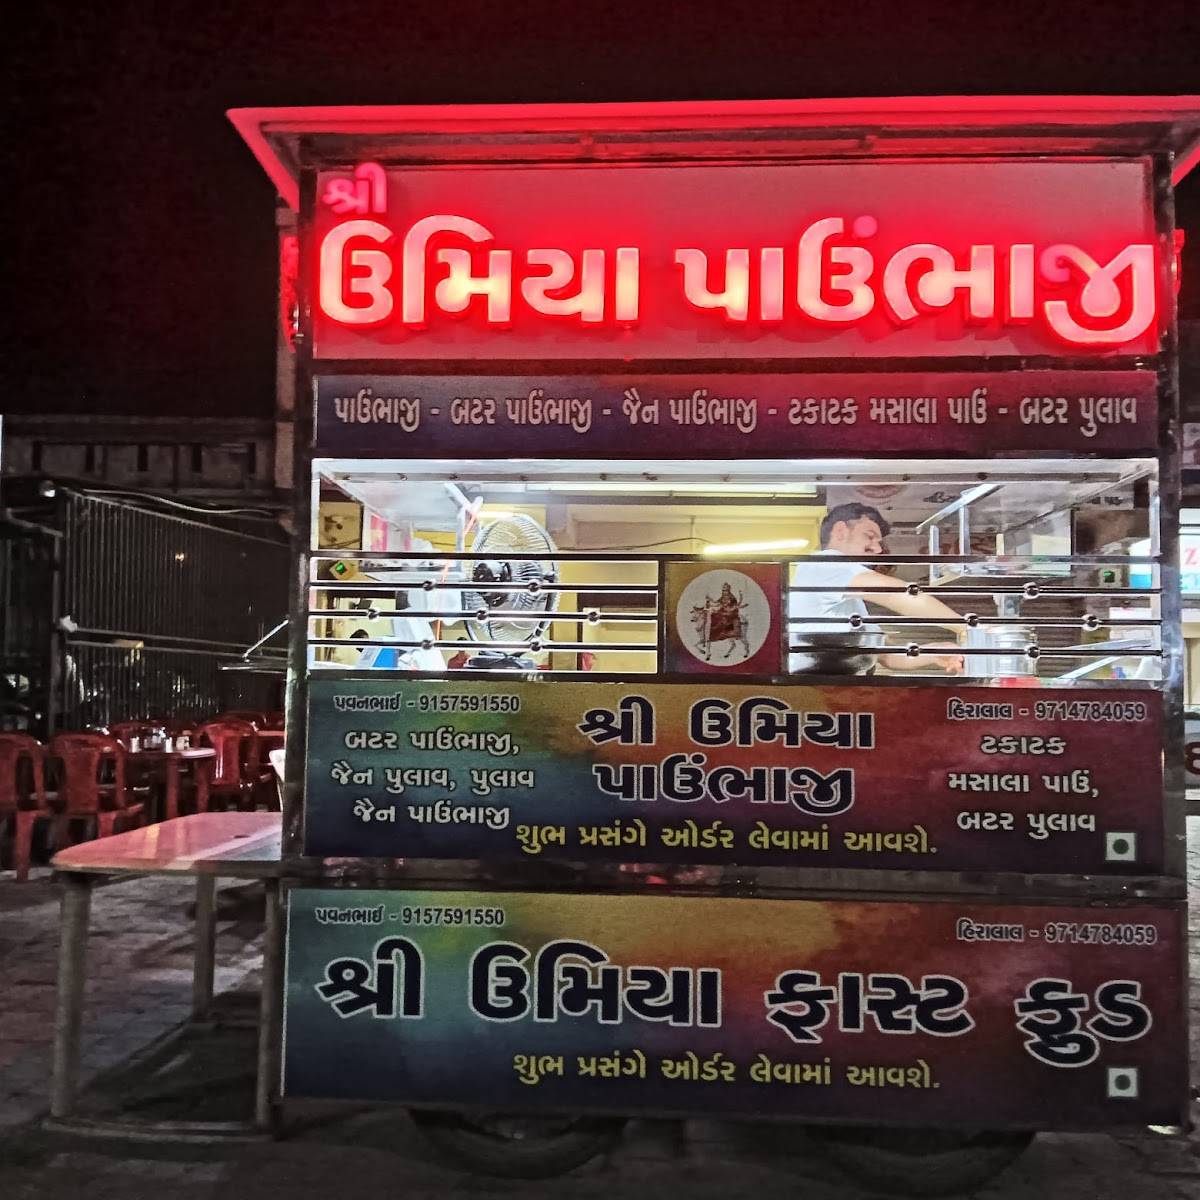 શ્રી
ઉમિયા પાઉંભાજી
પાઉંભાજી - બટર પાઉંભાજી - જૈન પાઉંભાજી - ટકાટક મસાલા પાઉં - બટર પુલાવ
પવનભાઈ - 9157591550
બટર પાઉંભાજી,
જૈન પુલાવ, પુલાવ
જૈન પાઉંભાજી
શ્રી ઉમિયા
પાઉંભાજી
શુભ પ્રસંગે ઓર્ડર લેવામાં આવશે.
હિરાલાલ - 9714784059
ટકાટક
મસાલા પાઉં,
બટર પુલાવ
પવનભાઈ - 9157591550
હિરાલાલ - 9714784059
શ્રી ઉમિયા ફાસ્ટ ફુડ
શુભ પ્રસંગે ઓર્ડર લેવામાં આવશે.